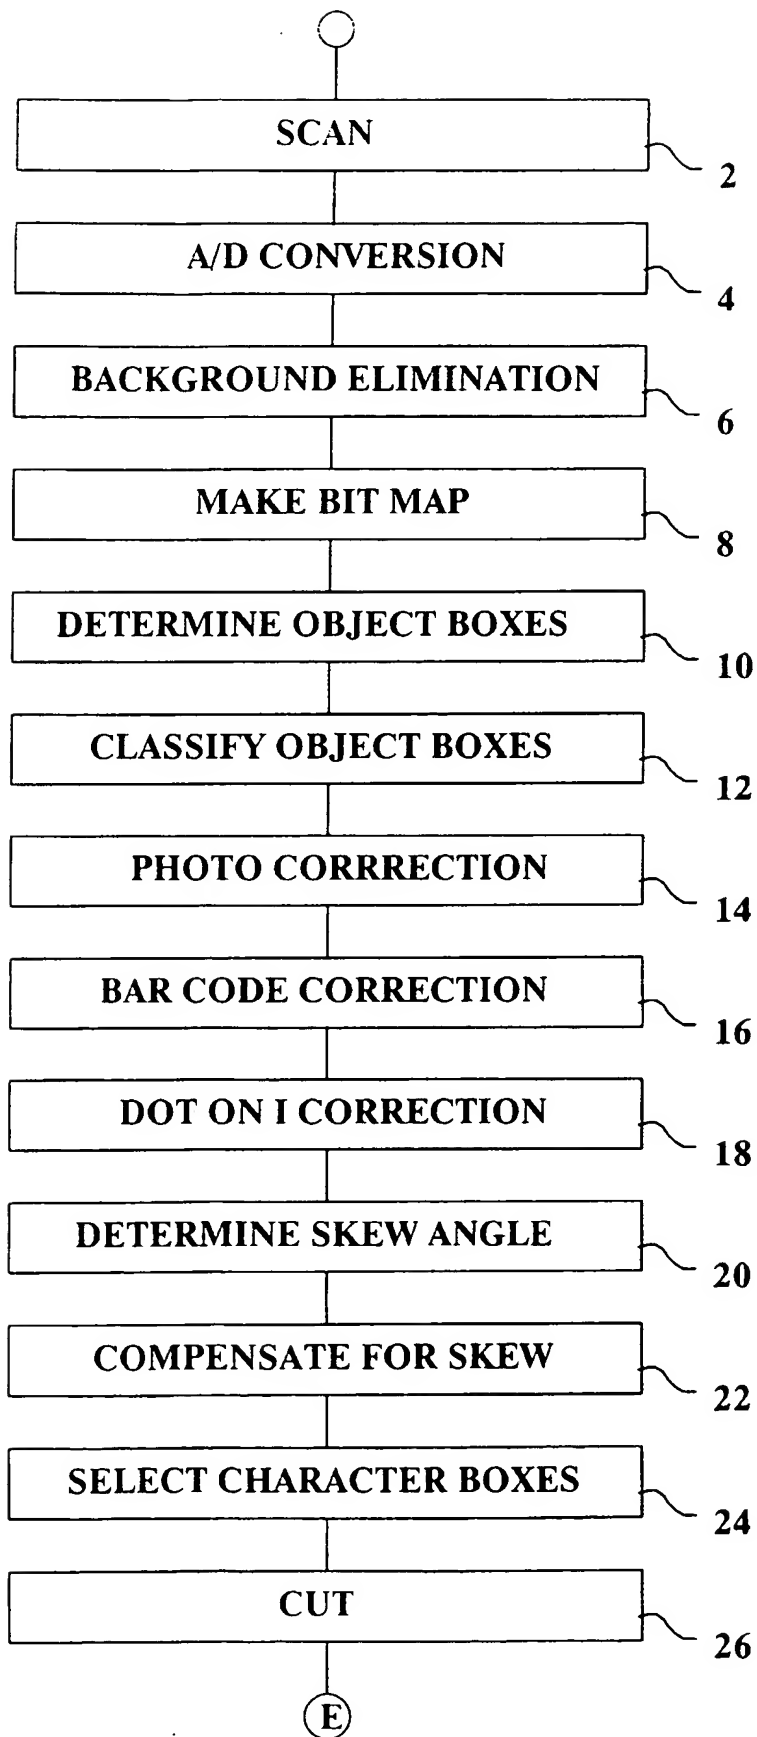 SCAN
2
A/D CONVERSION
4
BACKGROUND ELIMINATION
6
MAKE BIT MAP
8
DETERMINE OBJECT BOXES
10
CLASSIFY OBJECT BOXES
12
PHOTO CORRRECTION
14
BAR CODE CORRECTION
16
DOT ON I CORRECTION
18
DETERMINE SKEW ANGLE
20
COMPENSATE FOR SKEW
22
SELECT CHARACTER BOXES
24
CUT
26
E